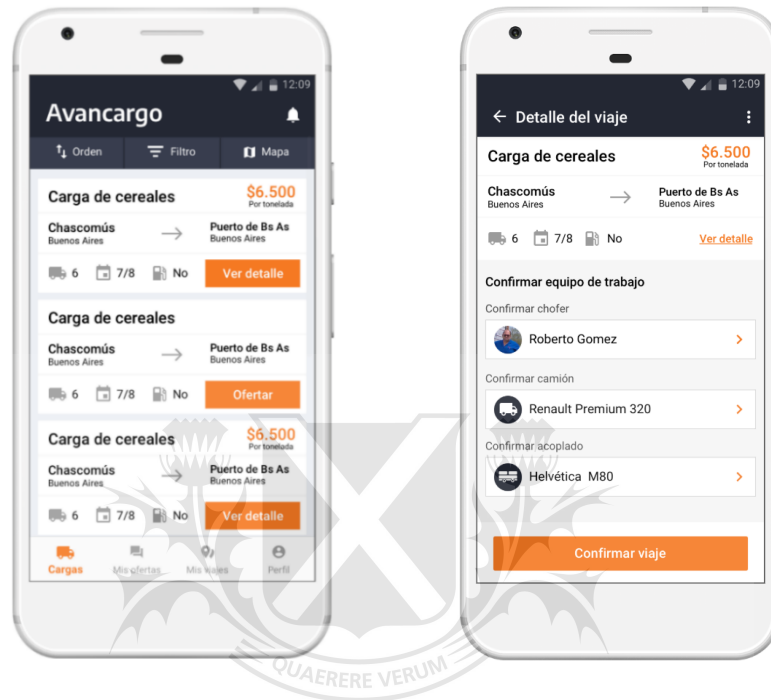 12:09
Avancargo
Orden Filtro Mapa
Carga de cereales $6.500
Por tonelada
Chascomús Puerto de Bs As
Buenos Aires Buenos Aires
6 7/8 No Ver detalle
Carga de cereales
Chascomús Puerto de Bs As
Buenos Aires Buenos Aires
6 7/8 No Ofertar
Carga de cereales $6.500
Por tonelada
Chascomús Puerto de Bs As
Buenos Aires Buenos Aires
6 7/8 No Ver detalle
Cargas Mis ofertas Mis viajes Perfil
12:09
Detalle del viaje
Carga de cereales $6.500
Por tonelada
Chascomús Puerto de Bs As
Buenos Aires Buenos Aires
6 7/8 No Ver detalle
Confirmar equipo de trabajo
Confirmar chofer
Roberto Gomez
Confirmar camión
Renault Premium 320
Confirmar acoplado
Helvética M80
Confirmar viaje
QUAERERE VERUM